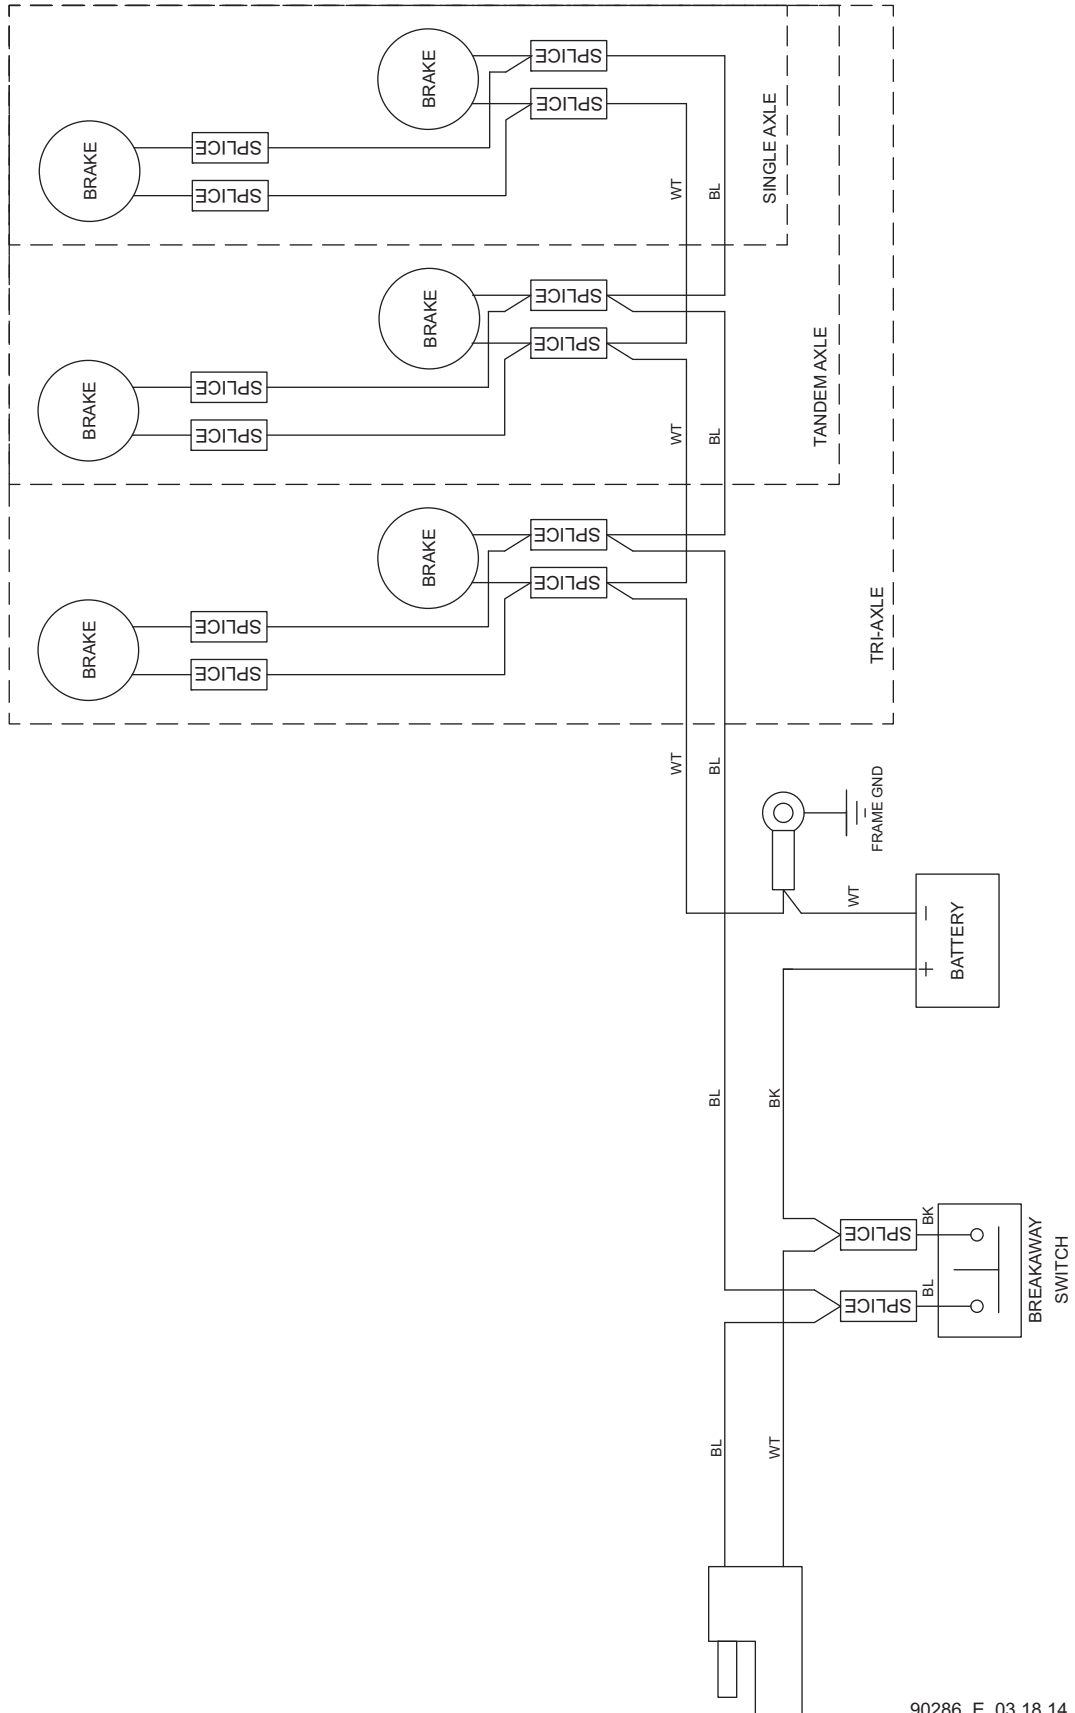 BRAKE
SPLICE
BRAKE
SPLICE
SPLICE
SPLICE
SINGLE AXLE
WT
BL
BRAKE
SPLICE
BRAKE
SPLICE
SPLICE
SPLICE
TANDEM AXLE
WT
BL
BRAKE
SPLICE
BRAKE
SPLICE
SPLICE
SPLICE
TRI-AXLE
WT
BL
FRAME GND
WT
BATTERY
–
+
BL
BK
SPLICE
BK
SPLICE
BL
BREAKAWAY
SWITCH
BL
WT
90286 E 03.18.14